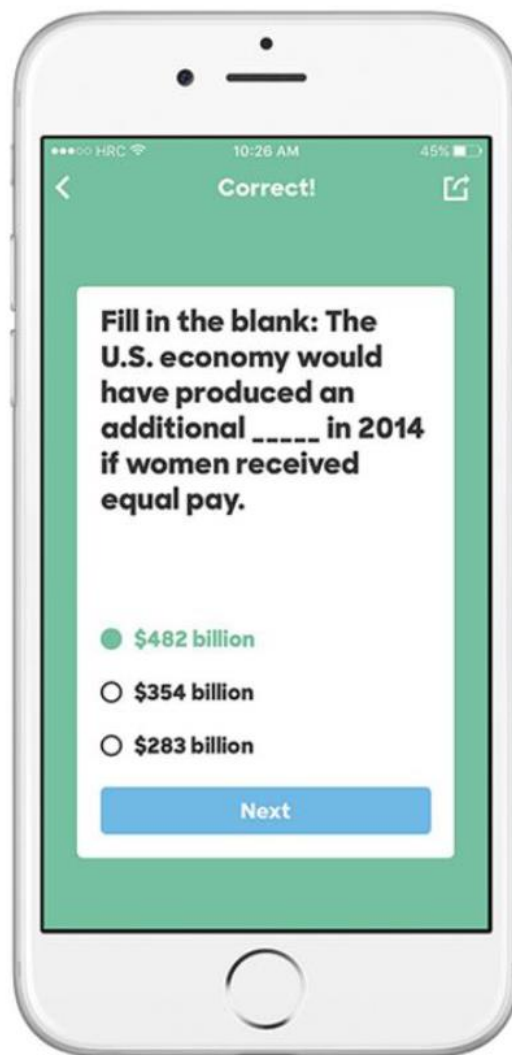 HRC 10:26 AM 45%
Correct!
Fill in the blank: The
U.S. economy would
have produced an
additional _____ in 2014
if women received
equal pay.
$482 billion
$354 billion
$283 billion
Next